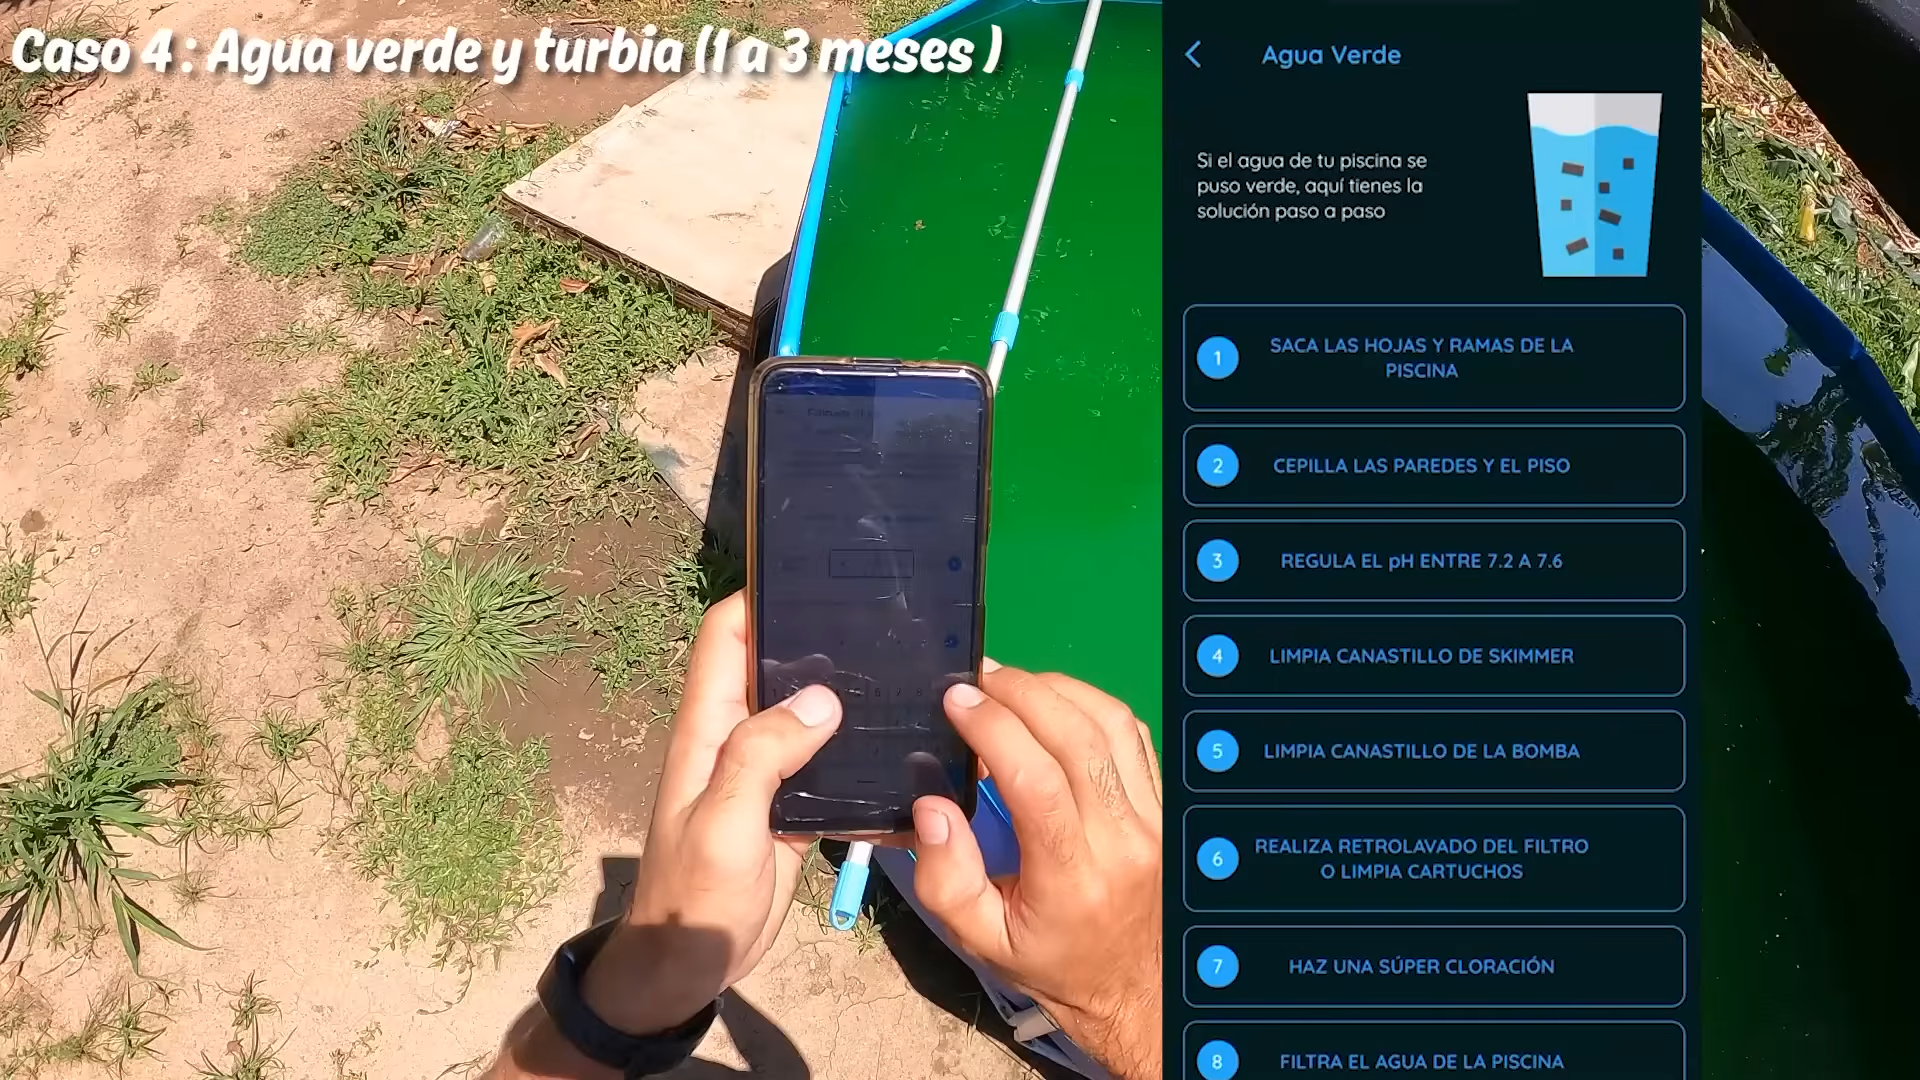 Caso 4 : Agua verde y turbia (1 a 3 meses )
Agua Verde
Si el agua de tu piscina se
puso verde, aquí tienes la
solución paso a paso
1 SACA LAS HOJAS Y RAMAS DE LA
PISCINA
2 CEPILLA LAS PAREDES Y EL PISO
3 REGULA EL pH ENTRE 7.2 A 7.6
4 LIMPIA CANASTILLO DE SKIMMER
5 LIMPIA CANASTILLO DE LA BOMBA
6 REALIZA RETROLAVADO DEL FILTRO
O LIMPIA CARTUCHOS
7 HAZ UNA SÚPER CLORACIÓN
8 FILTRA EL AGUA DE LA PISCINA